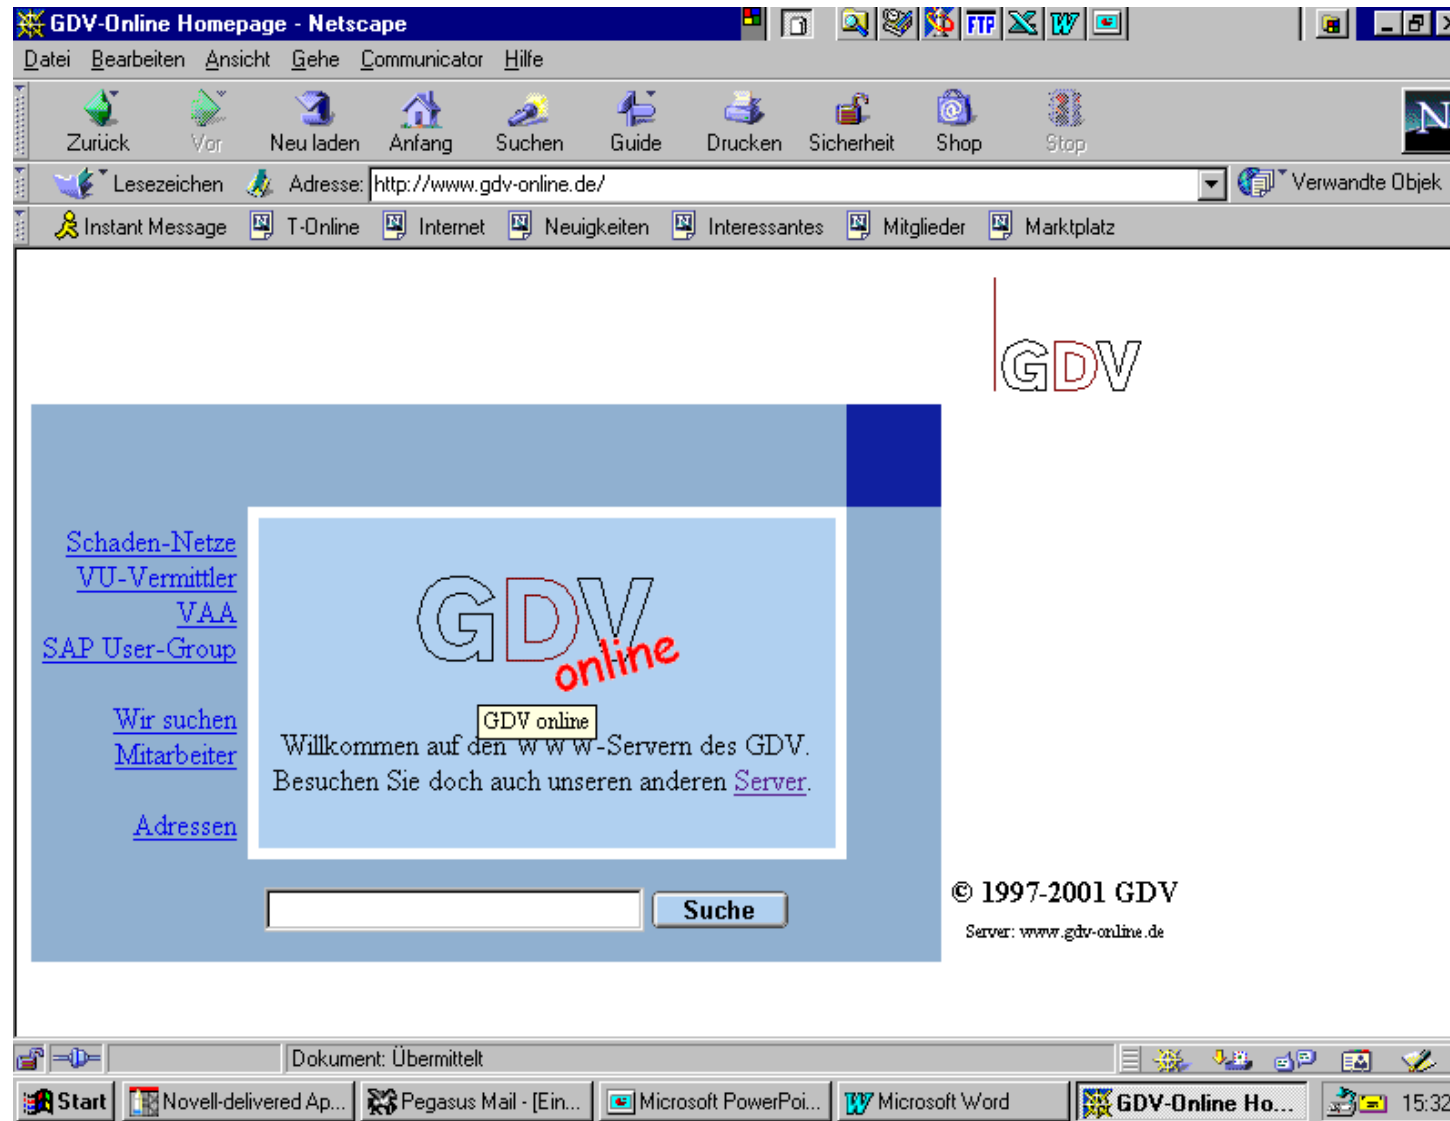 GDV-Online Homepage - Netscape
FTP
Datei Bearbeiten Ansicht Gehe Communicator Hilfe
Zurück Vor Neu laden Anfang Suchen Guide Drucken Sicherheit Shop Stop
N
Lesezeichen Adresse: http://www.gdv-online.de/ Verwandte Objek
Instant Message T-Online Internet Neuigkeiten Interessantes Mitglieder Marktplatz
GDV
Schaden-Netze
VU-Vermittler
VAA
SAP User-Group
Wir suchen
Mitarbeiter
Adressen
GDV
online
GDV online
Willkommen auf den WWW-Servern des GDV.
Besuchen Sie doch auch unseren anderen Server.
Suche
© 1997-2001 GDV
Server: www.gdv-online.de
Dokument: Übermittelt
Start Novell-delivered Ap... Pegasus Mail - [Ein... Microsoft PowerPoi... Microsoft Word GDV-Online Ho... 15:32